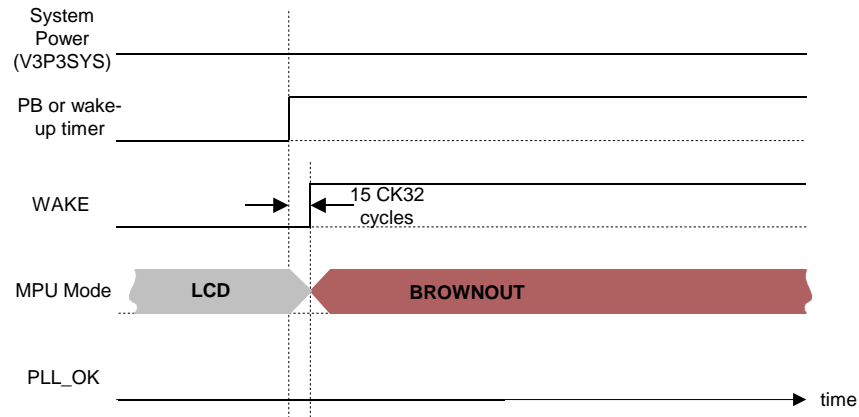 System
Power
(V3P3SYS)
PB or wake-
up timer
WAKE
15 CK32
cycles
MPU Mode
LCD
BROWNOUT
PLL_OK
time